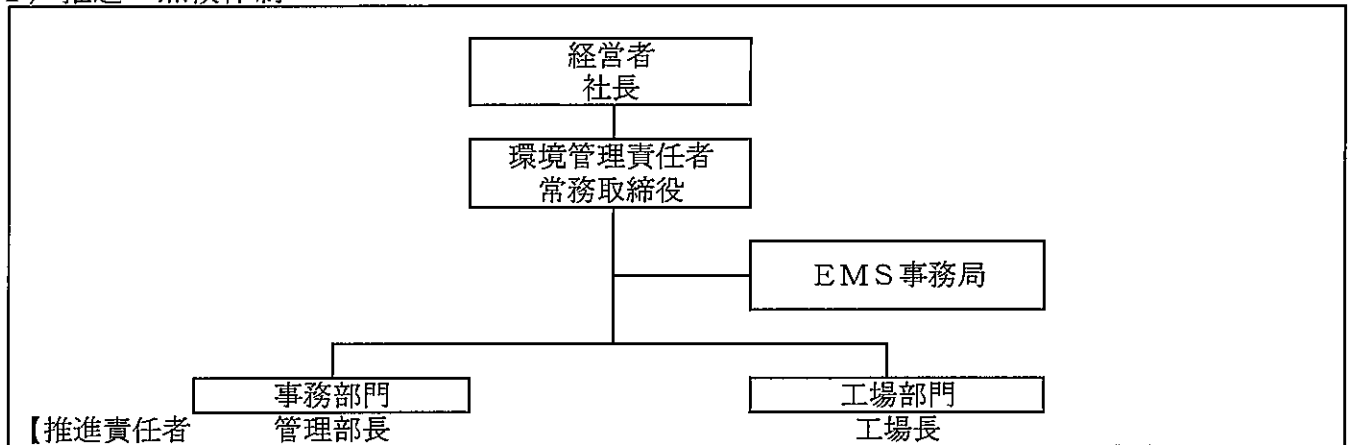 経営者
社長
環境管理責任者
常務取締役
EMS事務局
事務部門 工場部門
【推進責任者 管理部長 工場長